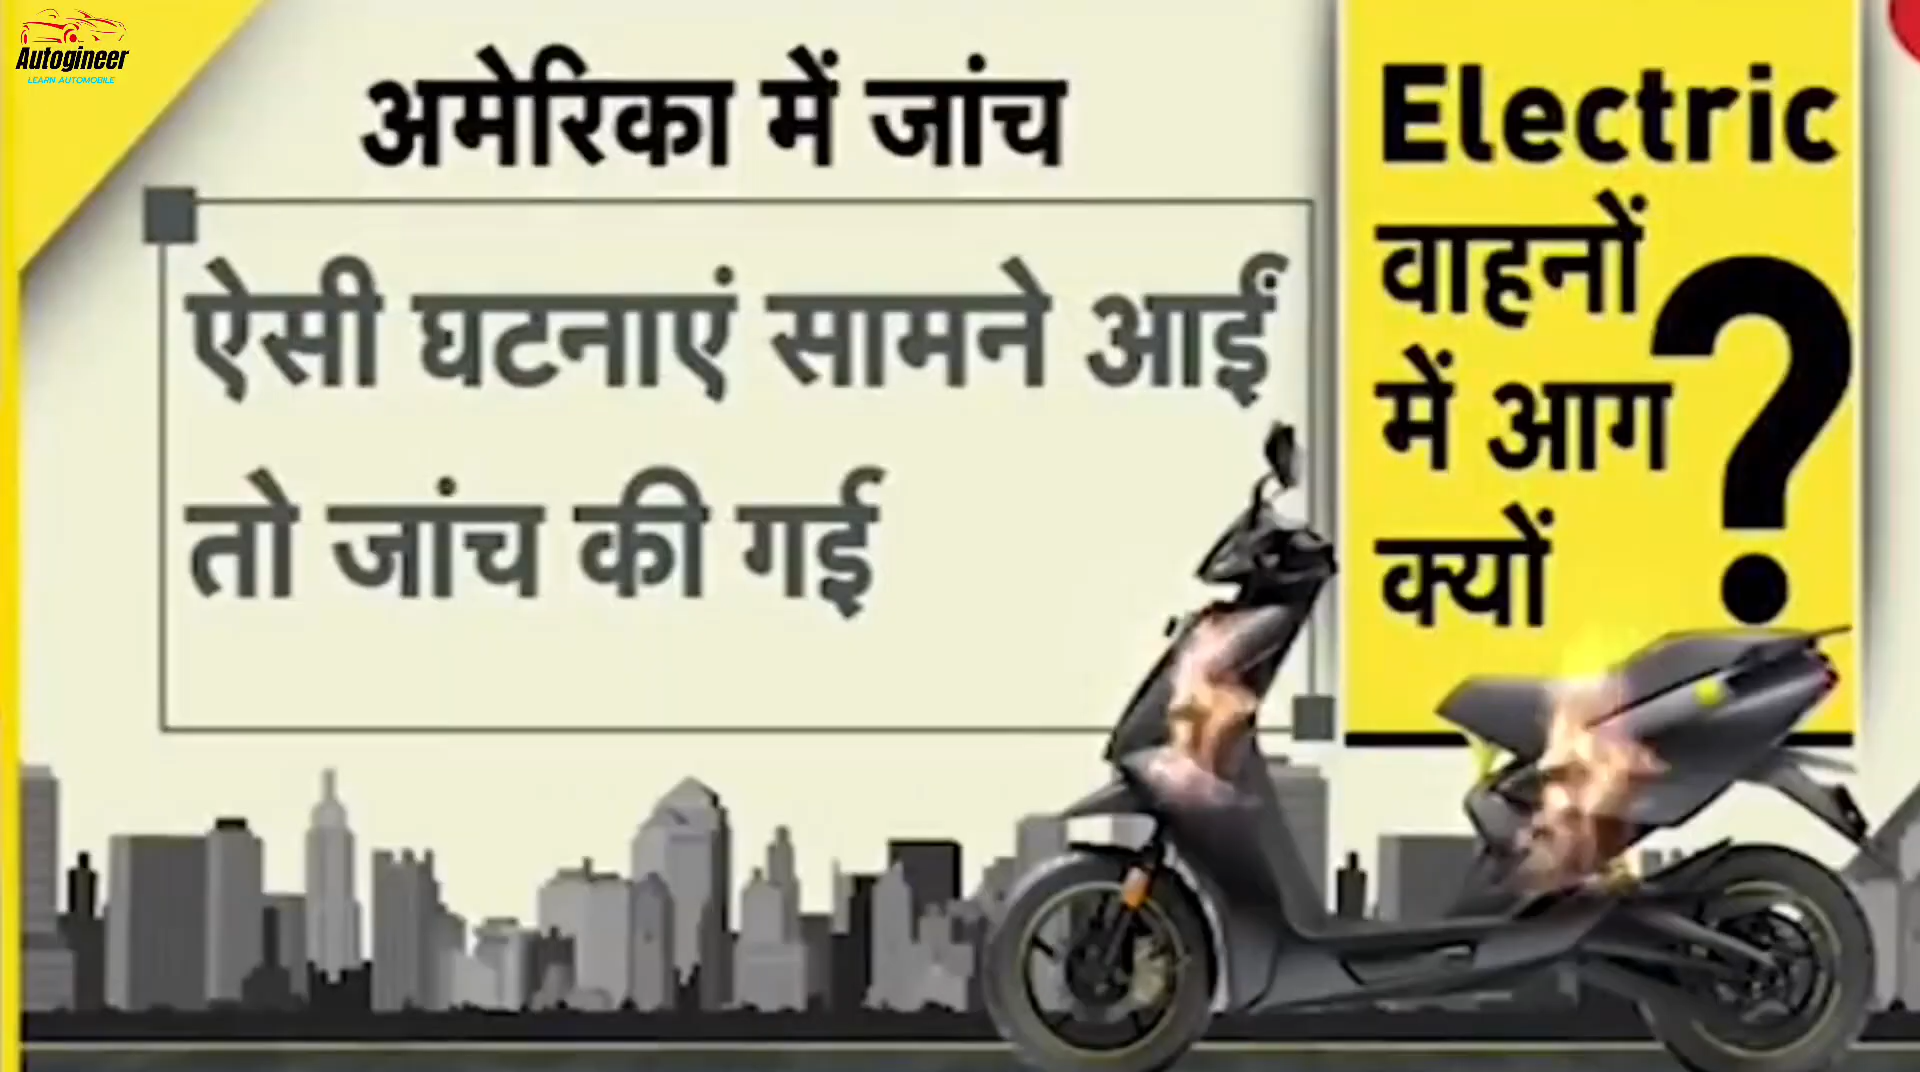 Autogineer
LEARN AUTOMOBILE
अमेरिका में जांच
ऐसी घटनाएं सामने आईं
तो जांच की गई
Electric
वाहनों
में आग
क्यों ?